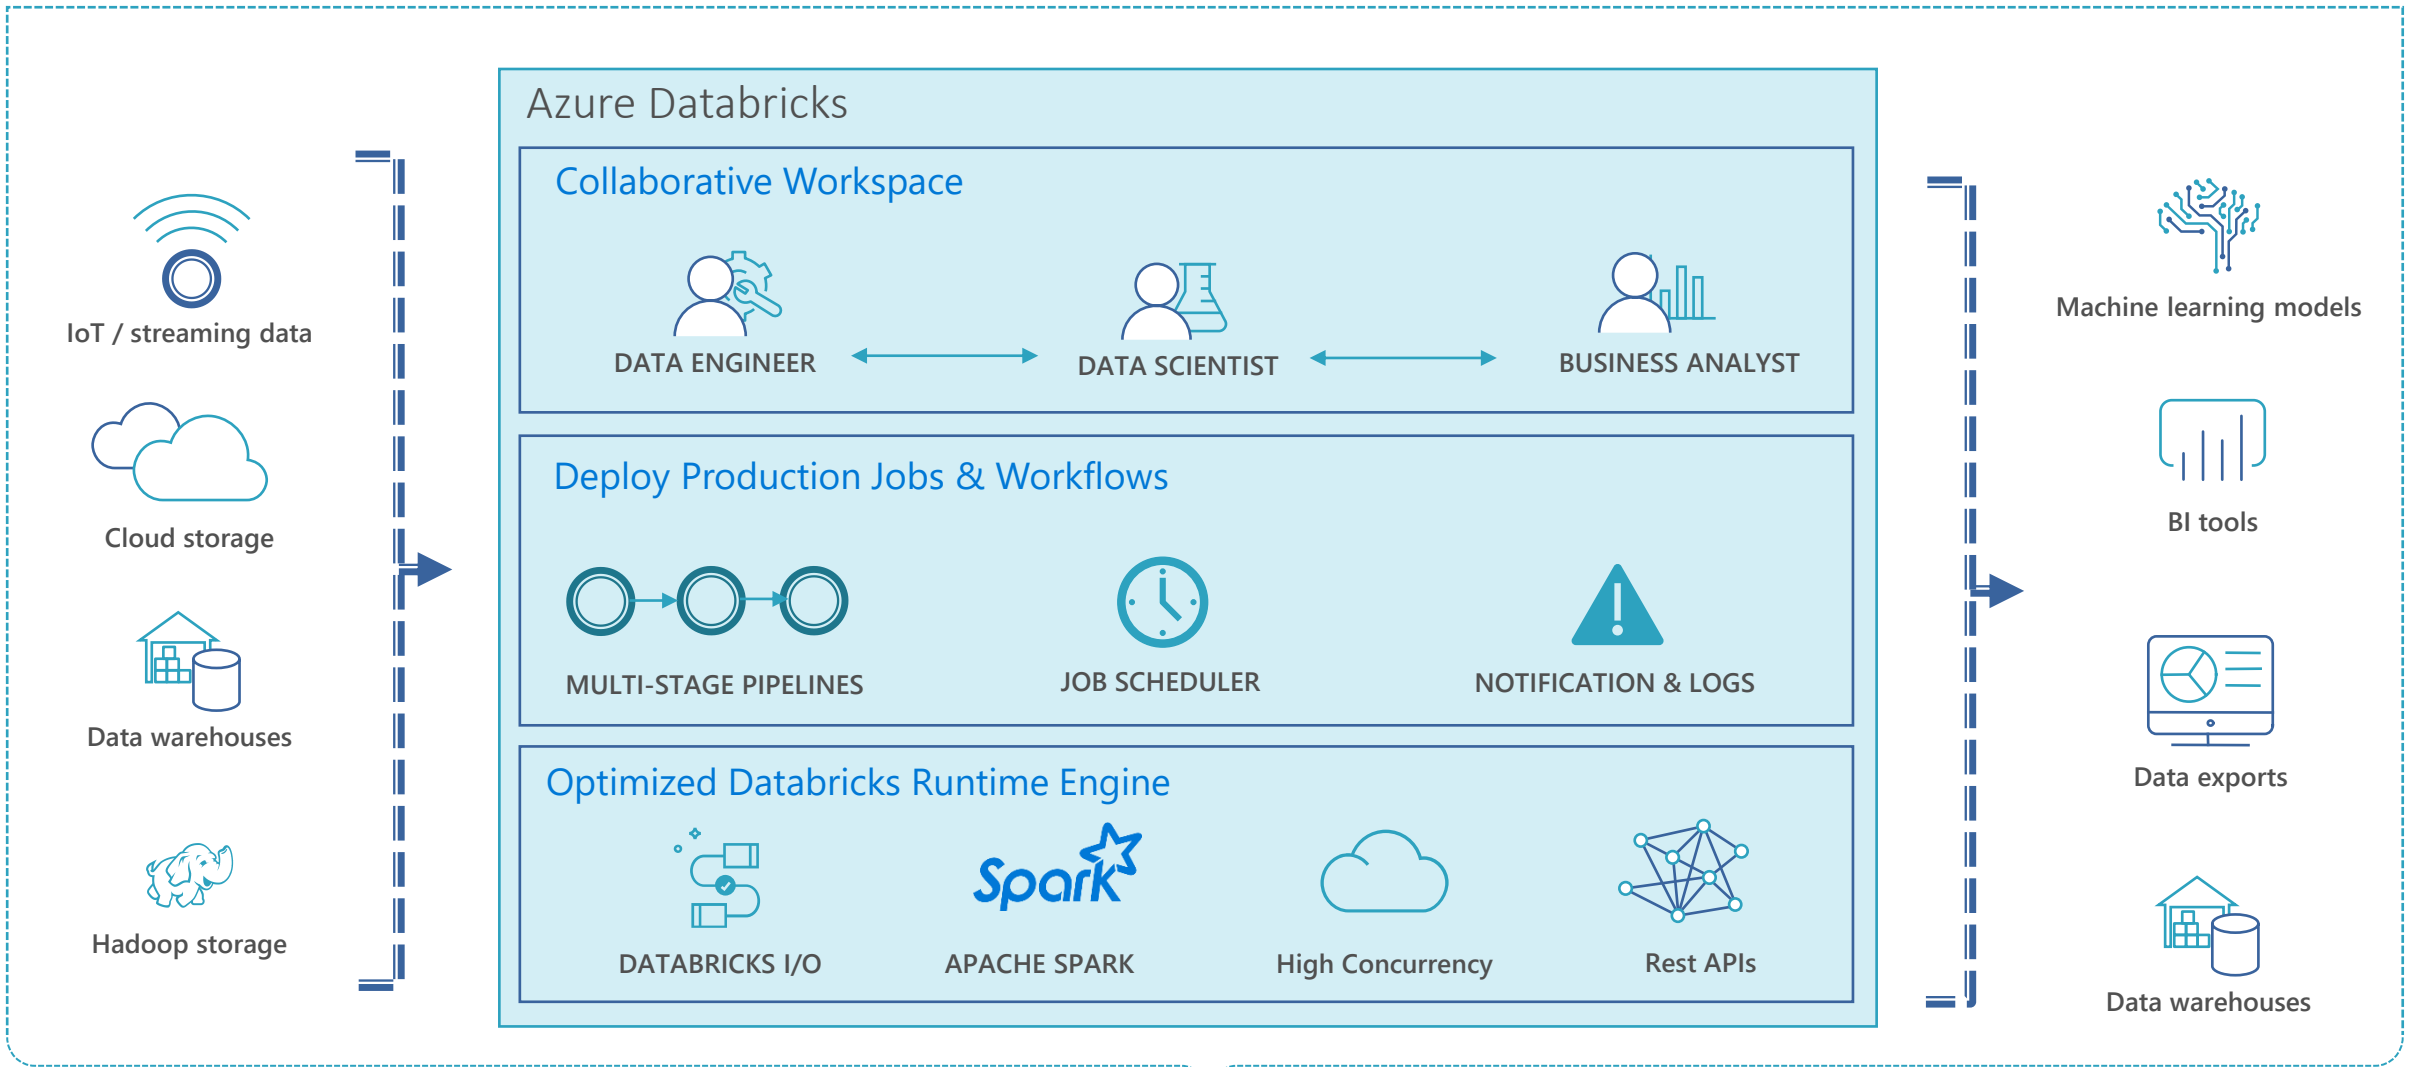 Azure Databricks
Collaborative Workspace
DATA ENGINEER
DATA SCIENTIST
BUSINESS ANALYST
Deploy Production Jobs & Workflows
MULTI-STAGE PIPELINES
JOB SCHEDULER
NOTIFICATION & LOGS
Optimized Databricks Runtime Engine
Spark
DATABRICKS I/O
APACHE SPARK
High Concurrency
Rest APIs
IoT / streaming data
Cloud storage
Data warehouses
Hadoop storage
Machine learning models
BI tools
Data exports
Data warehouses